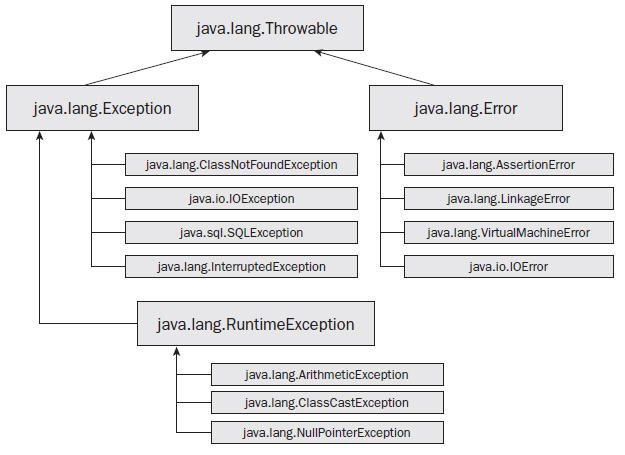 java.lang.Throwable
java.lang.Exception
java.lang.Error
java.lang.ClassNotFoundException
java.lang.AssertionError
java.io.IOException
java.lang.LinkageError
java.sql.SQLException
java.lang.VirtualMachineError
java.lang.InterruptedException
java.io.IOError
java.lang.RuntimeException
java.lang.ArithmeticException
java.lang.ClassCastException
java.lang.NullPointerException